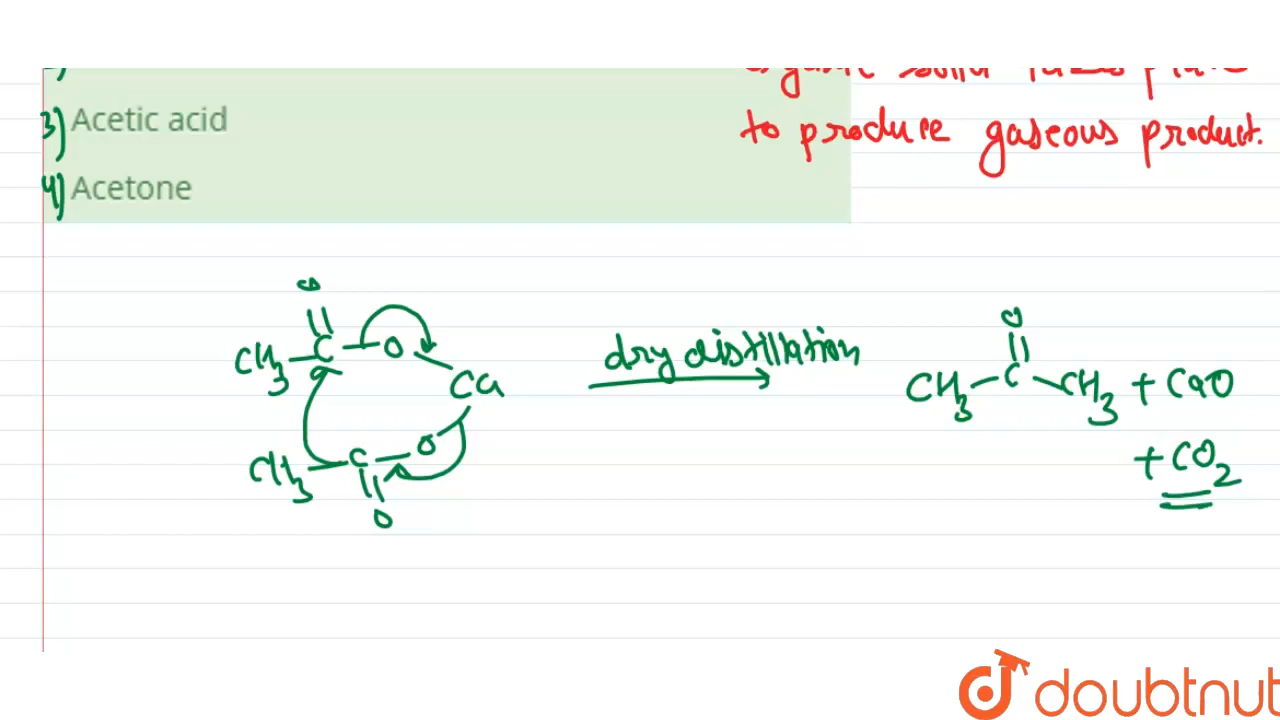 3) Acetic acid
to produce gaseous product.
4) Acetone
O
||
CH3-C-O
Ca
CH3-C-O
||
O
dry distillation
O
||
CH3-C-CH3 + CaO
+ CO2
doubtnut